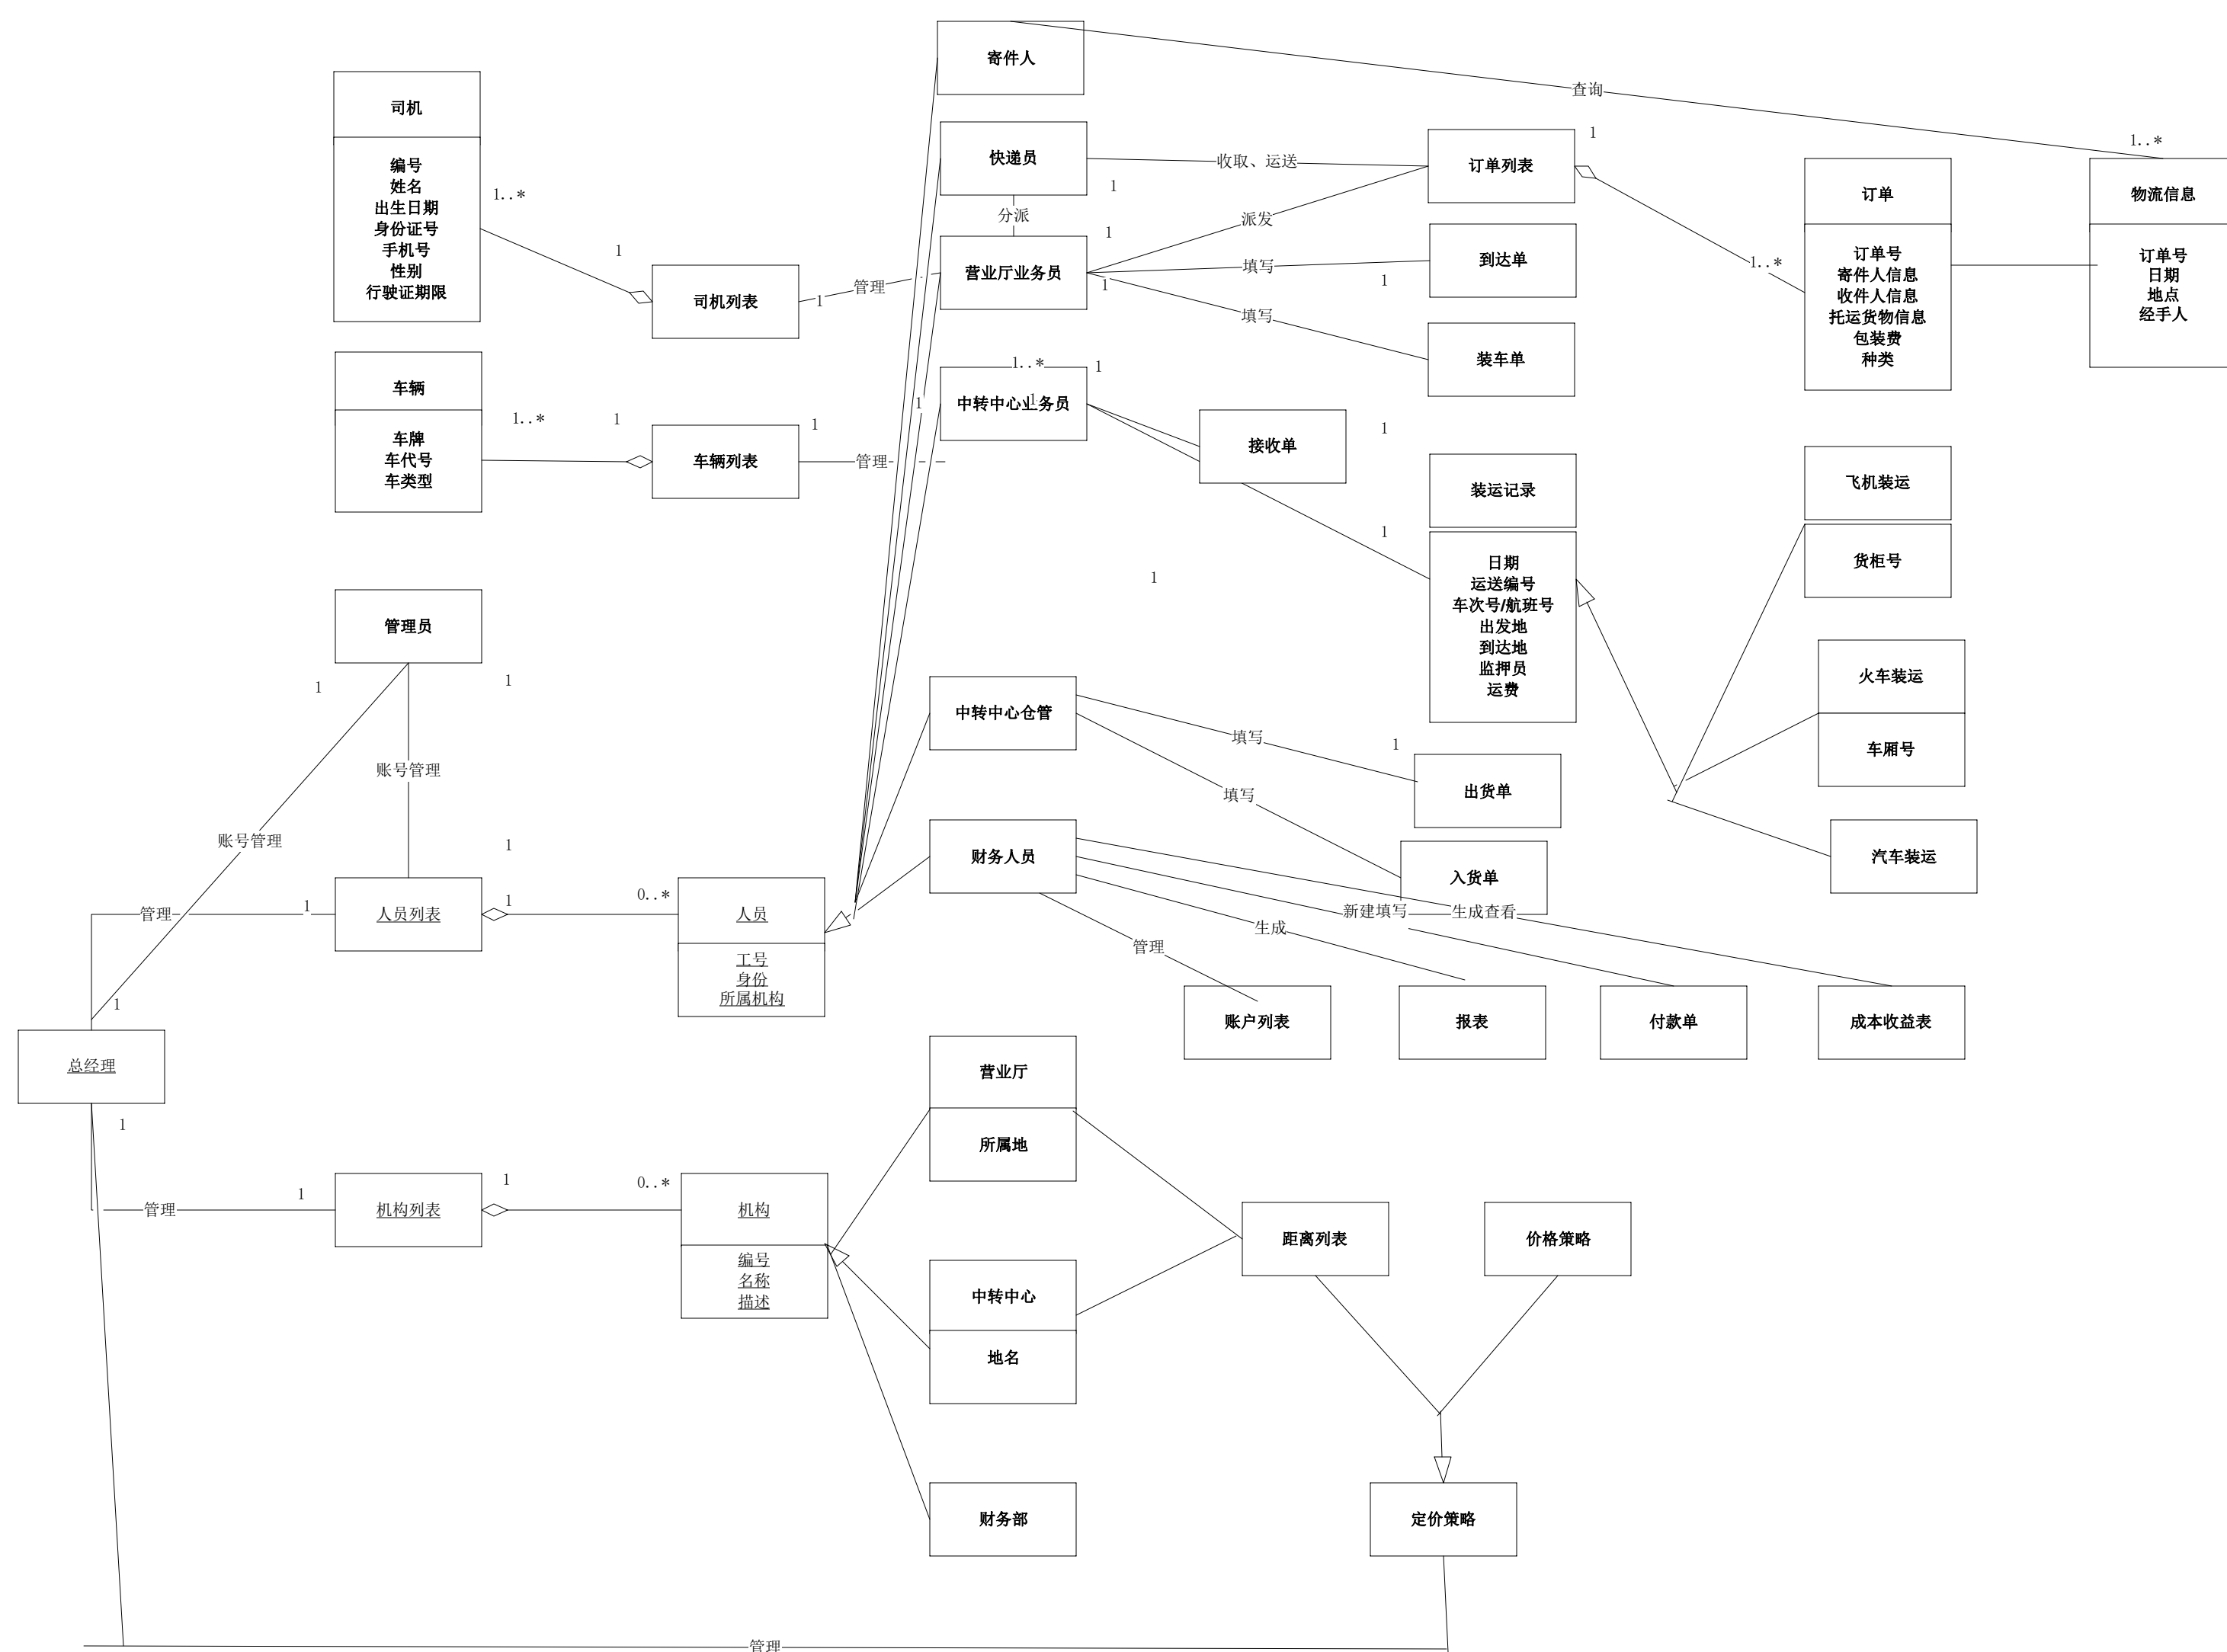 寄件人
查询
1..*
司机
编号
姓名
出生日期
身份证号
手机号
性别
行驶证期限
1..*
1
司机列表
1
管理
快递员
收取、运送
1
分派
营业厅业务员
1
派发
填写
1
填写
订单列表
1
到达单
1
装车单
1..*
订单
订单号
寄件人信息
收件人信息
托运货物信息
包装费
种类
物流信息
订单号
日期
地点
经手人
车辆
车牌
车代号
车类型
1..*
1
车辆列表
1
管理
1
1..*
1
中转中心业务员
1
接收单
1
装运记录
1
日期
运送编号
车次号/航班号
出发地
到达地
监押员
运费
1
飞机装运
货柜号
火车装运
车厢号
汽车装运
管理员
1
1
账号管理
账号管理
中转中心仓管
填写
1
出货单
填写
入货单
财务人员
新建填写
生成查看
生成
管理
账户列表
报表
付款单
成本收益表
管理
1
人员列表
1
1
0..*
人员
工号
身份
所属机构
1
总经理
1
管理
1
机构列表
1
0..*
机构
编号
名称
描述
营业厅
所属地
中转中心
地名
财务部
距离列表
价格策略
定价策略
管理